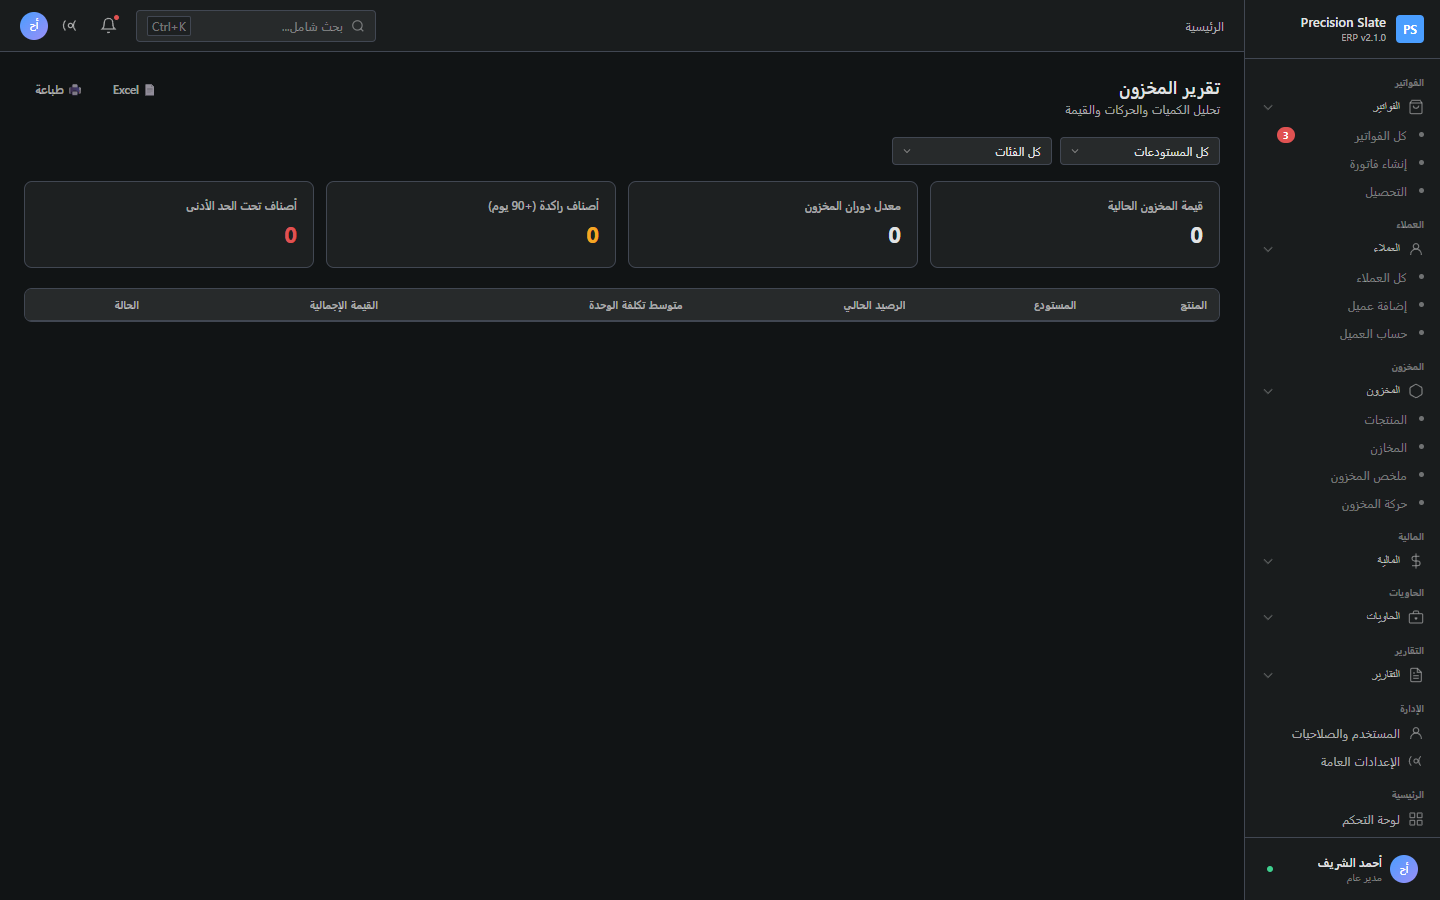 PS
Precision Slate
ERP v2.1.0
الفواتير
الفواتير
كل الفواتير
3
إنشاء فاتورة
التحصيل
العملاء
العملاء
كل العملاء
إضافة عميل
حساب العميل
المخزون
المخزون
المنتجات
المخازن
ملخص المخزون
حركة المخزون
المالية
المالية
الحاويات
الحاويات
التقارير
التقارير
الإدارة
المستخدم والصلاحيات
الإعدادات العامة
الرئيسية
لوحة التحكم
أحمد الشريف
مدير عام
الرئيسية
بحث شامل...
Ctrl+K
تقرير المخزون
تحليل الكميات والحركات والقيمة
Excel
طباعة
كل المستودعات
كل الفئات
قيمة المخزون الحالية
0
معدل دوران المخزون
0
أصناف راكدة (+90 يوم)
0
أصناف تحت الحد الأدنى
0
المنتج المستودع الرصيد الحالي متوسط تكلفة الوحدة القيمة الإجمالية الحالة